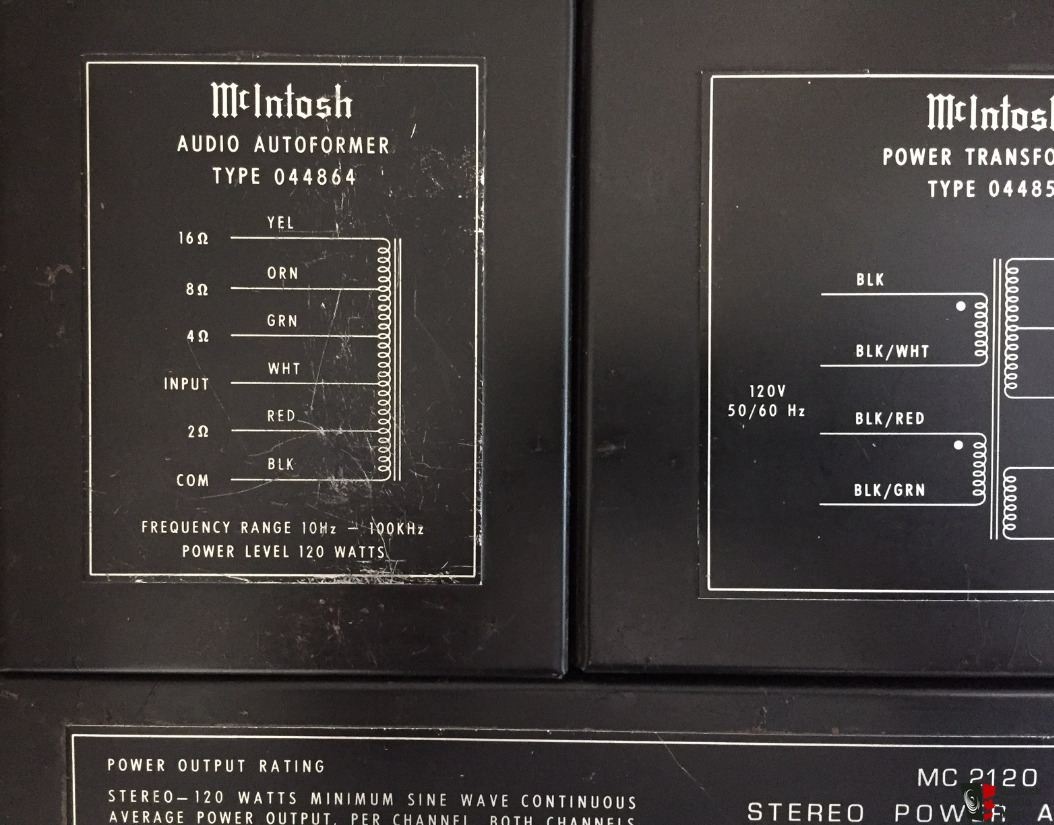 McIntosh
AUDIO AUTOFORMER
TYPE 044864
YEL
16Ω
ORN
8Ω
GRN
4Ω
WHT
INPUT
RED
2Ω
BLK
COM
FREQUENCY RANGE 10Hz — 100KHz
POWER LEVEL 120 WATTS
McIntosh
POWER TRANSFO
TYPE 04485
BLK
BLK/WHT
120V
50/60 Hz
BLK/RED
BLK/GRN
POWER OUTPUT RATING
STEREO—120 WATTS MINIMUM SINE WAVE CONTINUOUS
AVERAGE POWER OUTPUT, PER CHANNEL, BOTH CHANNELS
MC 2120
STEREO POWER A